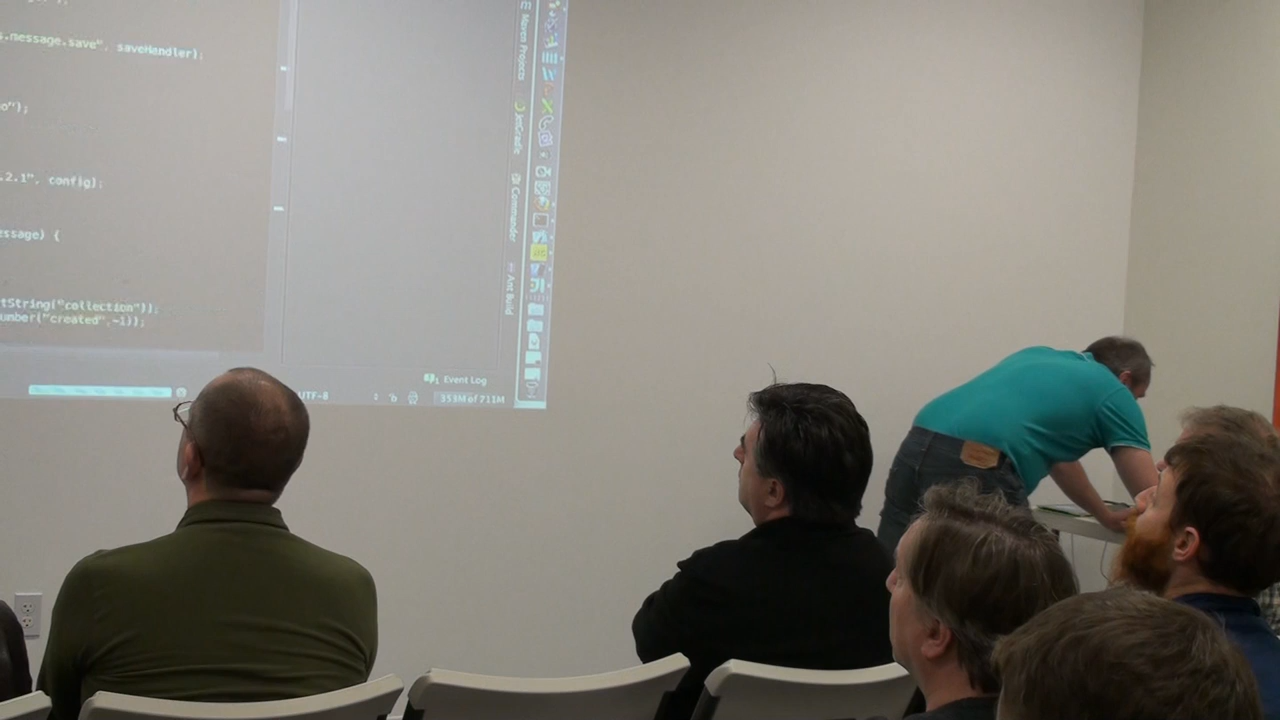 .message.save", saveHandler);
o");
.2.1", config);
essage) {
tString("collection"));
umber("created",-1));
Maven Projects
JetGradle
Commander
Ant Build
Event Log
UTF-8
353M of 711M